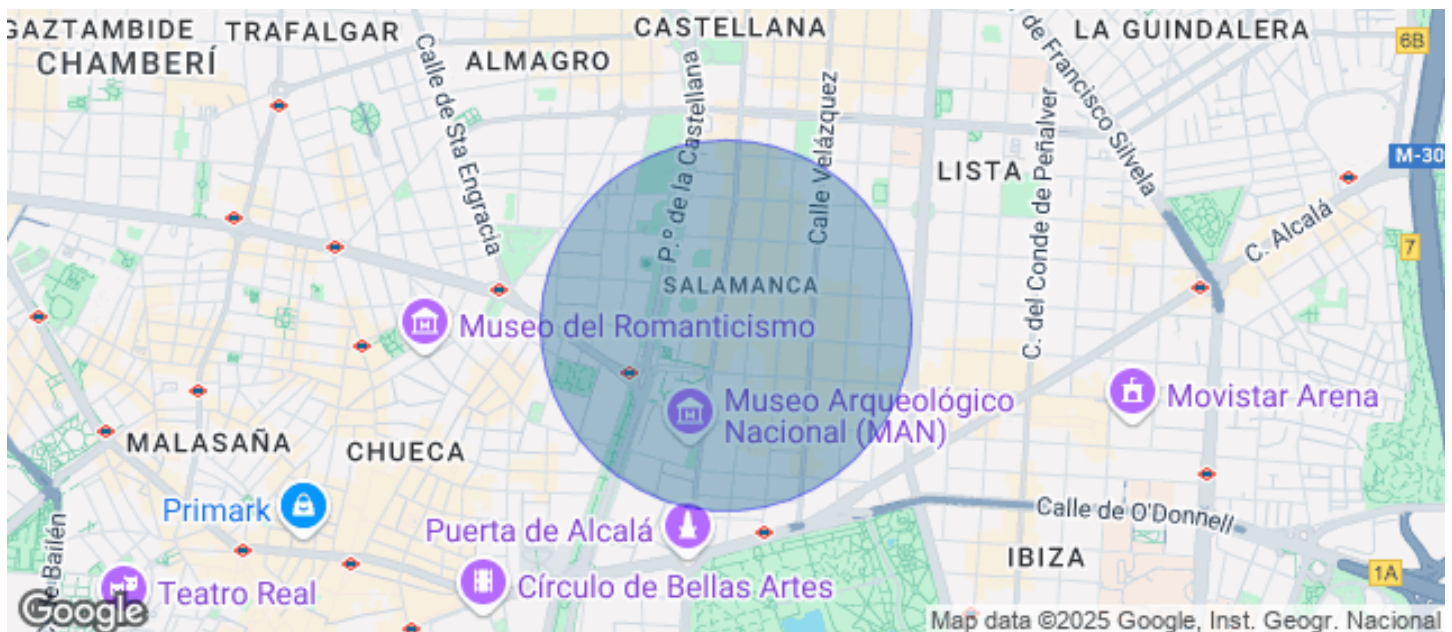 GAZTAMBIDE
TRAFALGAR
CASTELLANA
LA GUINDALERA
6B
CHAMBERÍ
ALMAGRO
Calle de Sta Engracia
P.º de la Castellana
Calle Velázquez
de Francisco Silvela
C. del Conde de Peñalver
M-30
LISTA
C. Alcalá
7
SALAMANCA
Museo del Romanticismo
Museo Arqueológico
Nacional (MAN)
Movistar Arena
MALASAÑA
CHUECA
Primark
Puerta de Alcalá
Calle de O'Donnell
IBIZA
1A
Bailén
Teatro Real
Círculo de Bellas Artes
Google
Map data ©2025 Google, Inst. Geogr. Nacional